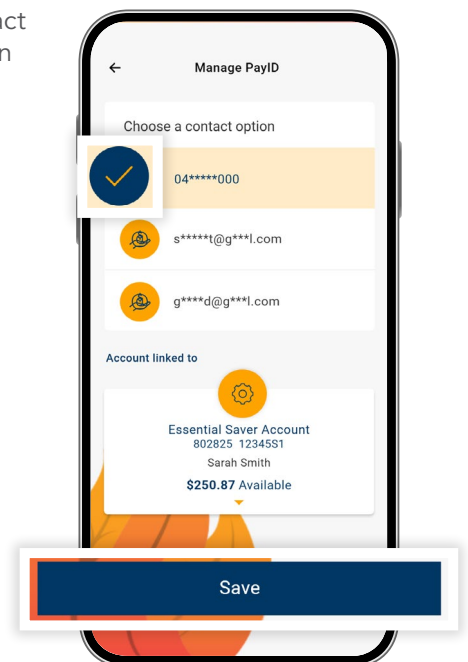 Manage PayID
Choose a contact option
04*****000
s*****t@g***l.com
g****d@g***l.com
Account linked to
Essential Saver Account
802825 12345S1
Sarah Smith
$250.87 Available
Save